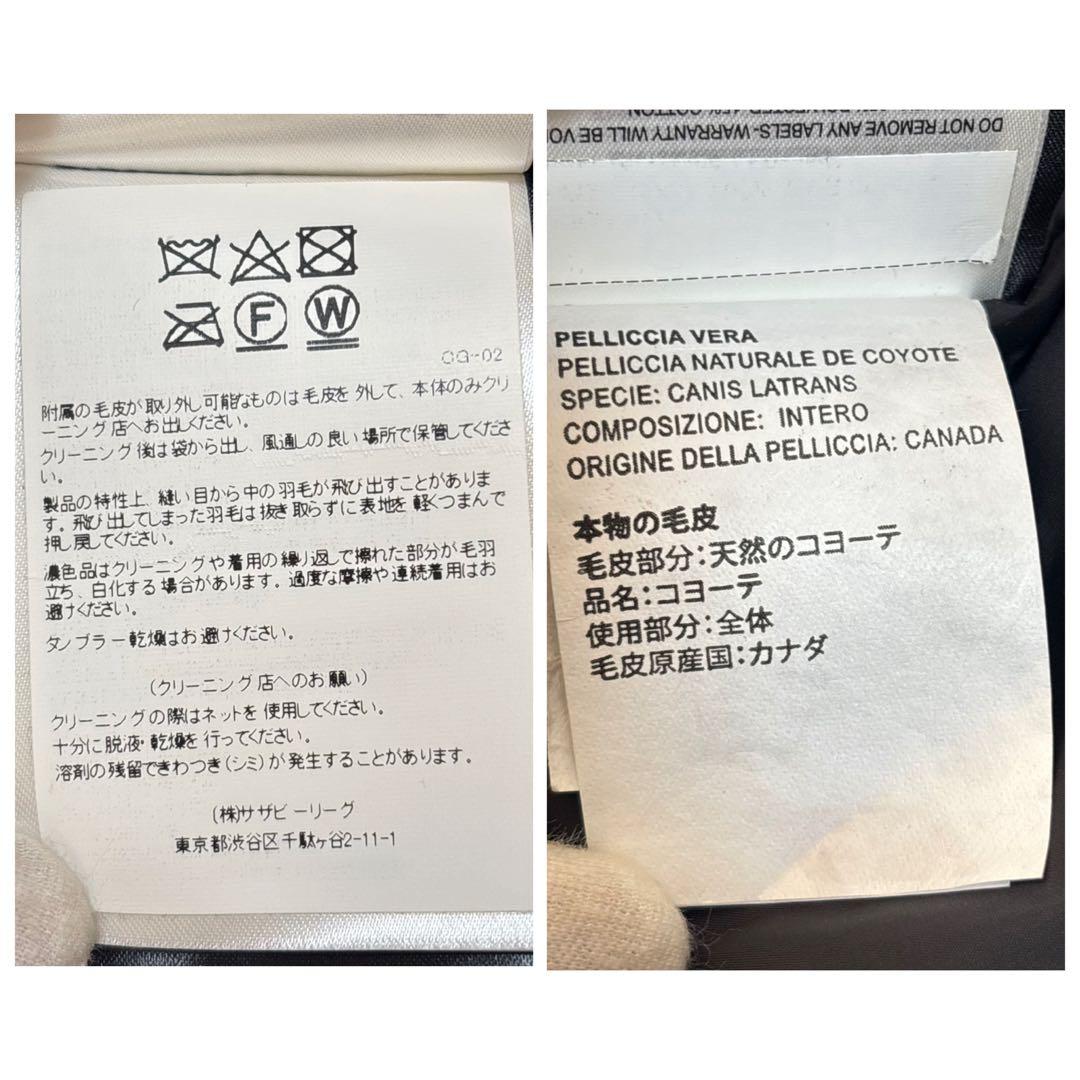 F
W
CG-02
附属の毛皮が取り外し可能なものは毛皮を外して、本体のみクリ
ーニング店へお出しください。
クリーニング後は袋から出し、風通しの良い場所で保管してくださ
い。
製品の特性上、縫い目から中の羽毛が飛び出すことがありま
す。飛び出してしまった羽毛は抜き取らずに表地を軽くつまんで
押し戻してください。
濃色品はクリーニングや着用の繰り返しで擦れた部分が毛羽
立ち、白化する場合があります。過度な摩擦や連続着用はお
避けください。
タンブラー乾燥はお避けください。
(クリーニング店へのお願い)
クリーニングの際はネットを使用してください。
十分に脱液・乾燥を行ってください。
溶剤の残留できわつき(シミ)が発生することがあります。
(株)サザビーリーグ
東京都渋谷区千駄ヶ谷2-11-1
COTTON
DO NOT REMOVE ANY LABELS-WARRANTY WILL BE
PELLICCIA VERA
PELLICCIA NATURALE DE COYOTE
SPECIE: CANIS LATRANS
COMPOSIZIONE: INTERO
ORIGINE DELLA PELLICCIA: CANADA
本物の毛皮
毛皮部分：天然のコヨーテ
品名：コヨーテ
使用部分：全体
毛皮原産国：カナダ